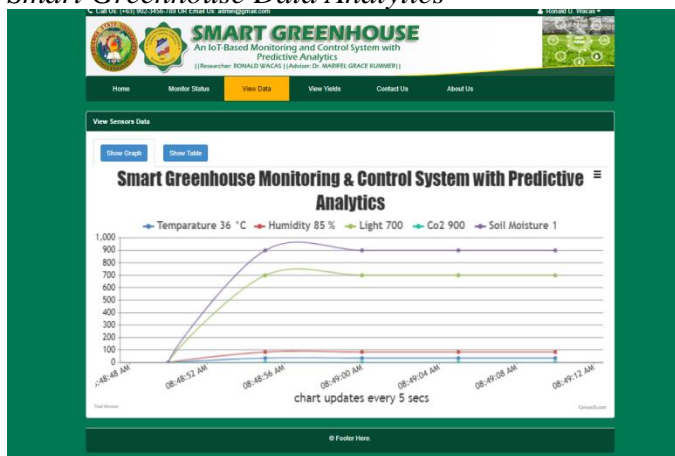 Smart Greenhouse Data Analytics
Call Us: (+63) 902-3456-789 OR Email Us: admin@gmail.com
Ronald U. Wacas
SMART GREENHOUSE
An IoT-Based Monitoring and Control System with
Predictive Analytics
||Researcher: RONALD WACAS ||Adviser: Dr. MARIFEL GRACE KUMMER||
Home Monitor Status View Data View Yields Contact Us About Us
View Sensors Data
Show Graph Show Table
Smart Greenhouse Monitoring & Control System with Predictive
Analytics
Temparature 36 °C Humidity 85 % Light 700 Co2 900 Soil Moisture 1
1,000
900
800
700
600
500
400
300
200
100
0
:48:48 AM 08:48:52 AM 08:48:56 AM 08:49:00 AM 08:49:04 AM 08:49:08 AM 08:49:12 AM
chart updates every 5 secs
Trial Version CanvasJS.com
© Footer Here.